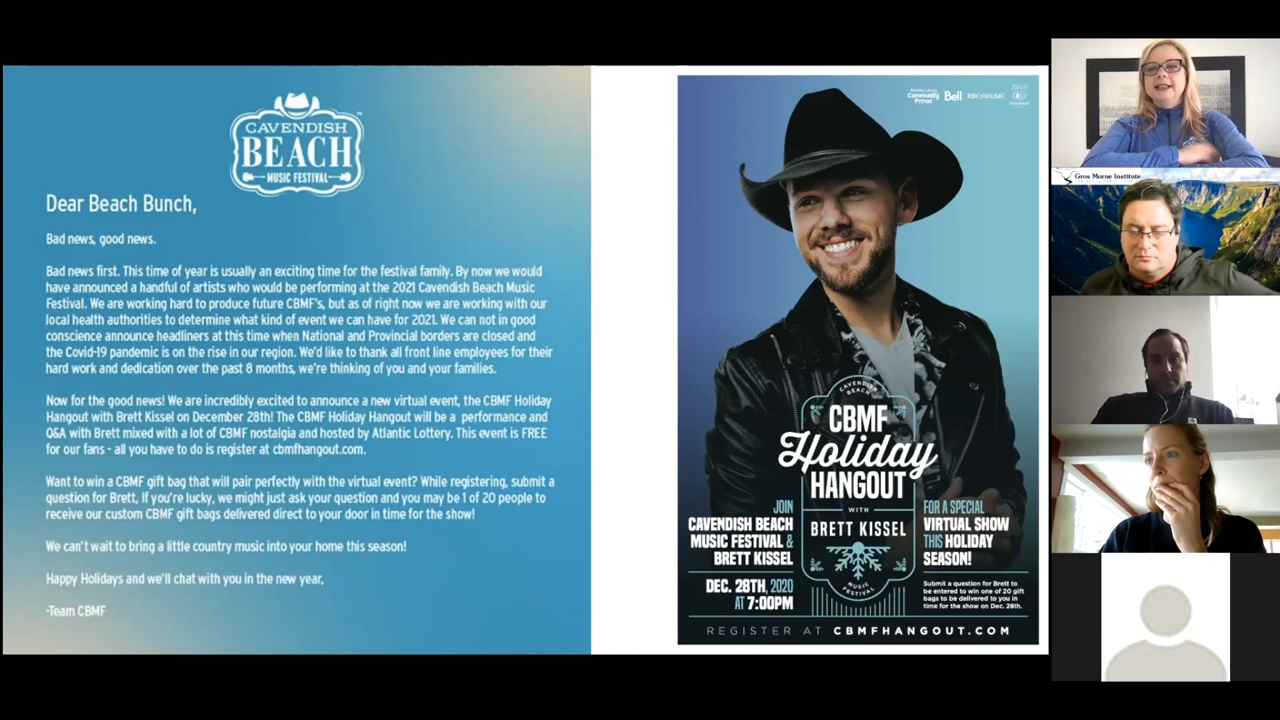 CAVENDISH
BEACH
MUSIC FESTIVAL
Dear Beach Bunch,
Bad news, good news.
Bad news first. This time of year is usually an exciting time for the festival family. By now we would
have announced a handful of artists who would be performing at the 2021 Cavendish Beach Music
Festival. We are working hard to produce future CBMF's, but as of right now we are working with our
local health authorities to determine what kind of event we can have for 2021. We can not in good
conscience announce headliners at this time when National and Provincial borders are closed and
the Covid-19 pandemic is on the rise in our region. We'd like to thank all front line employees for their
hard work and dedication over the past 8 months, we're thinking of you and your families.
Now for the good news! We are incredibly excited to announce a new virtual event, the CBMF Holiday
Hangout with Brett Kissel on December 28th! The CBMF Holiday Hangout will be a performance and
Q&A with Brett mixed with a lot of CBMF nostalgia and hosted by Atlantic Lottery. This event is FREE
for our fans - all you have to do is register at cbmfhangout.com.
Want to win a CBMF gift bag that will pair perfectly with the virtual event? While registering, submit a
question for Brett, If you're lucky, we might just ask your question and you may be 1 of 20 people to
receive our custom CBMF gift bags delivered direct to your door in time for the show!
We can't wait to bring a little country music into your home this season!
Happy Holidays and we'll chat with you in the new year,
-Team CBMF
Community
Proud
Bell
RBCxMUSIC
CAVENDISH
BEACH
CBMF
Holiday
HANGOUT
WITH
BRETT KISSEL
MUSIC
FESTIVAL
JOIN
CAVENDISH BEACH
MUSIC FESTIVAL &
BRETT KISSEL
DEC. 28TH, 2020
AT 7:00PM
FOR A SPECIAL
VIRTUAL SHOW
THIS HOLIDAY
SEASON!
Submit a question for Brett to
be entered to win one of 20 gift
bags to be delivered to you in
time for the show on Dec. 28th.
REGISTER AT CBMFHANGOUT.COM
Gros Morne Institute